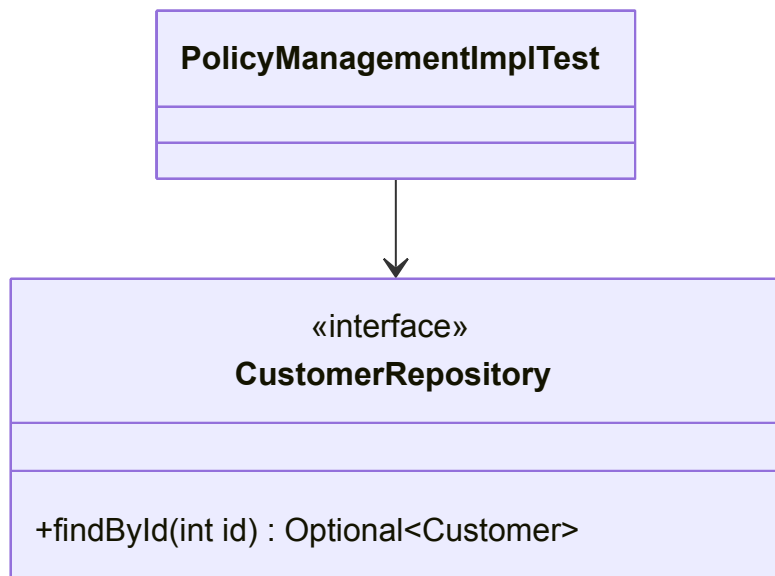 PolicyManagementImplTest
«interface»
CustomerRepository
+findById(int id) : Optional<Customer>